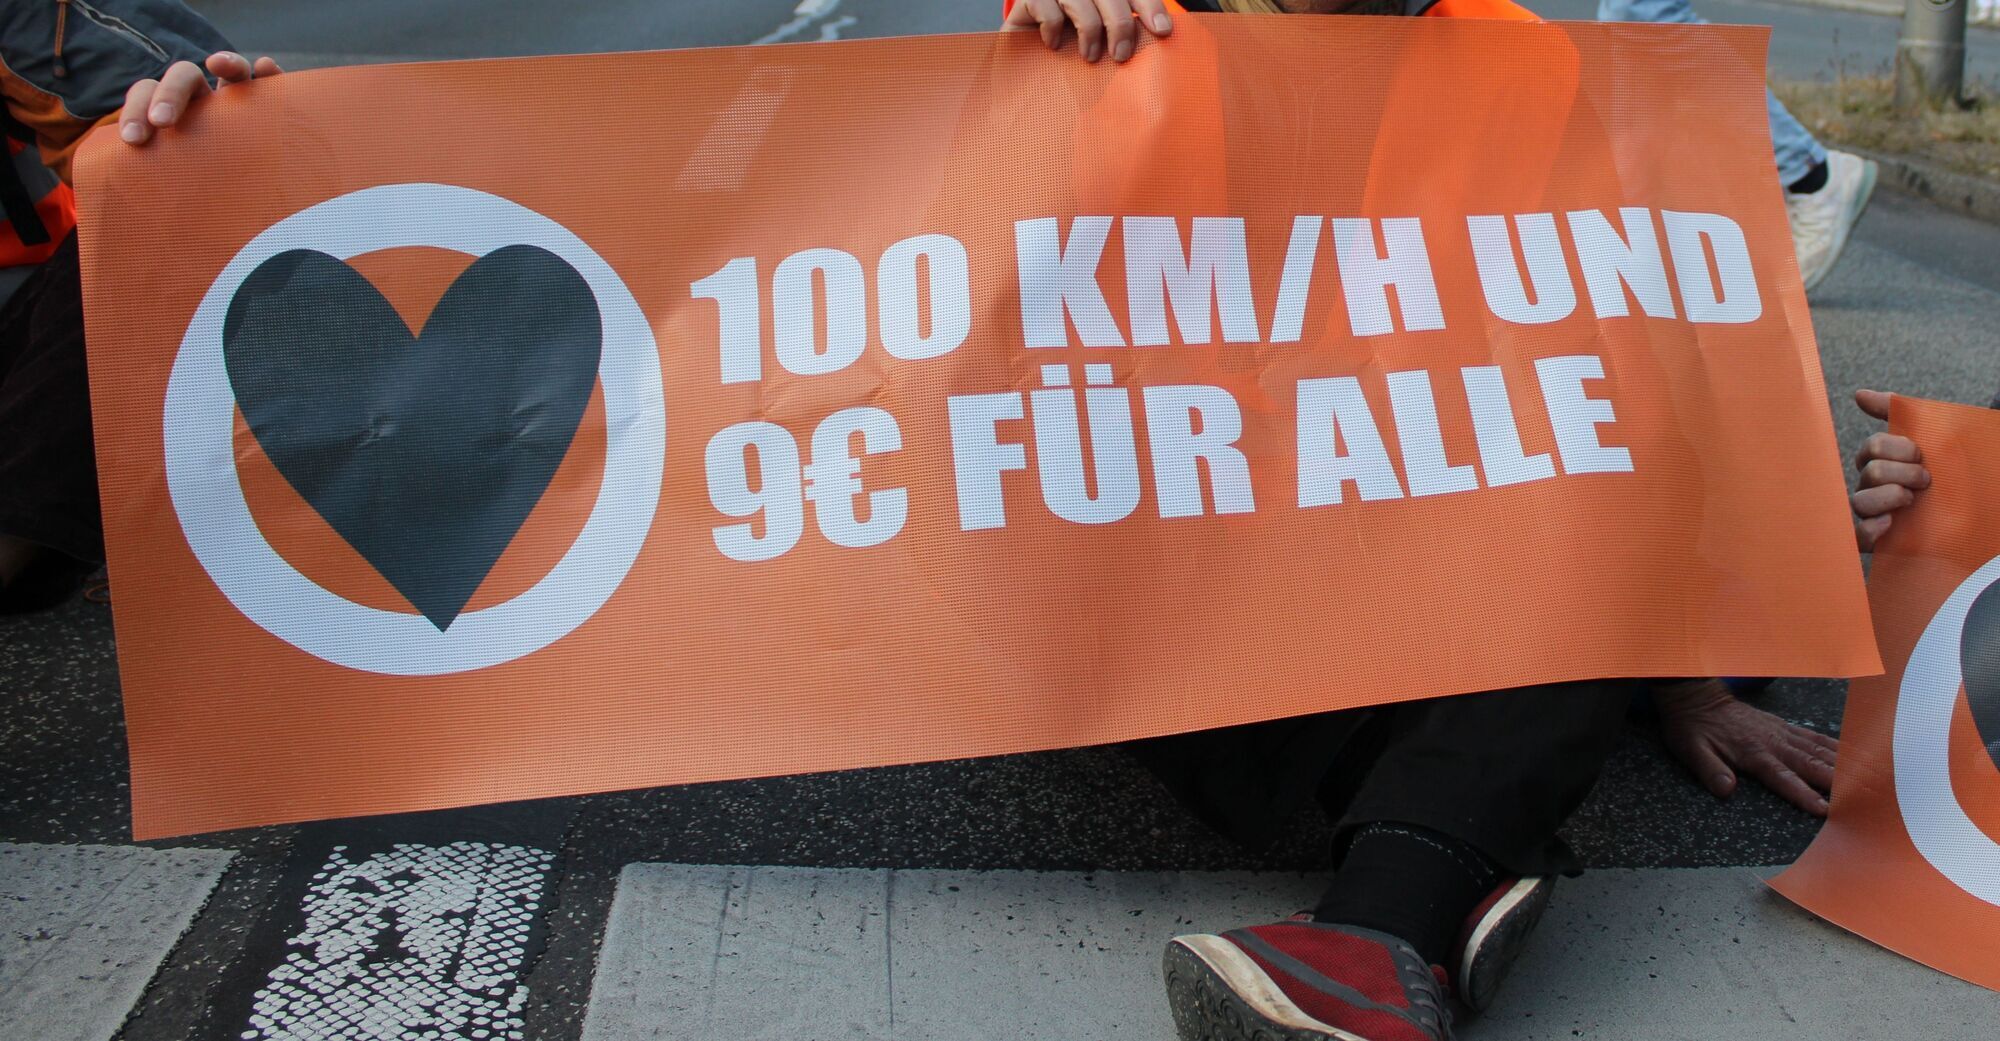 100 KM/H UND
9€ FÜR ALLE